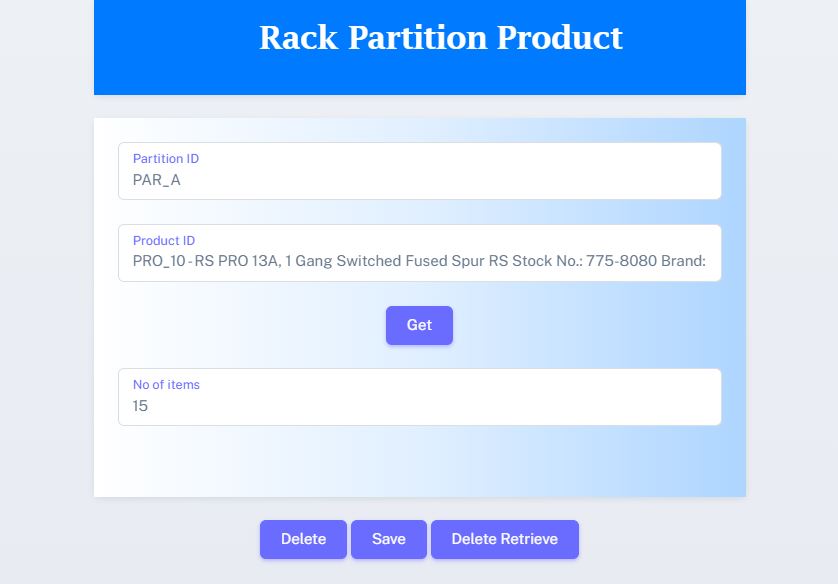 Rack Partition Product
Partition ID
PAR_A
Product ID
PRO_10 - RS PRO 13A, 1 Gang Switched Fused Spur RS Stock No.: 775-8080 Brand:
Get
No of items
15
Delete Save Delete Retrieve